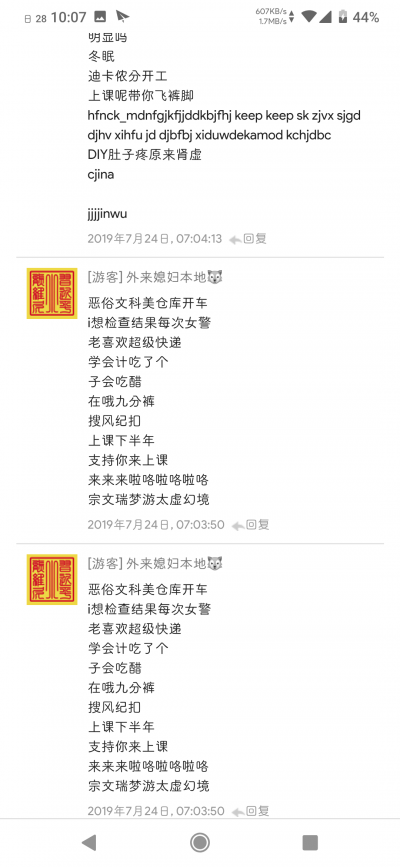 日 28 10:07 607KB/s 1.7MB/s 44%
明显吗
冬眠
迪卡侬分开工
上课呢带你飞裤脚
hfnck_mdnfgjkfjjddkbjfhj keep keep sk zjvx sjgd
djhv xihfu jd djbfbj xiduwdekamod kchjdbc
DIY肚子疼原来肾虚
cjina
jjjjinwu
2019年7月24日, 07:04:13 回复
[游客] 外来媳妇本地🐺
恶俗文科美仓库开车
i想检查结果每次女警
老喜欢超级快递
学会计吃了个
子会吃醋
在哦九分裤
搜风纪扣
上课下半年
支持你来上课
来来来啦咯啦咯啦咯
宗文瑞梦游太虚幻境
2019年7月24日, 07:03:50 回复
[游客] 外来媳妇本地🐺
恶俗文科美仓库开车
i想检查结果每次女警
老喜欢超级快递
学会计吃了个
子会吃醋
在哦九分裤
搜风纪扣
上课下半年
支持你来上课
来来来啦咯啦咯啦咯
宗文瑞梦游太虚幻境
2019年7月24日, 07:03:50 回复